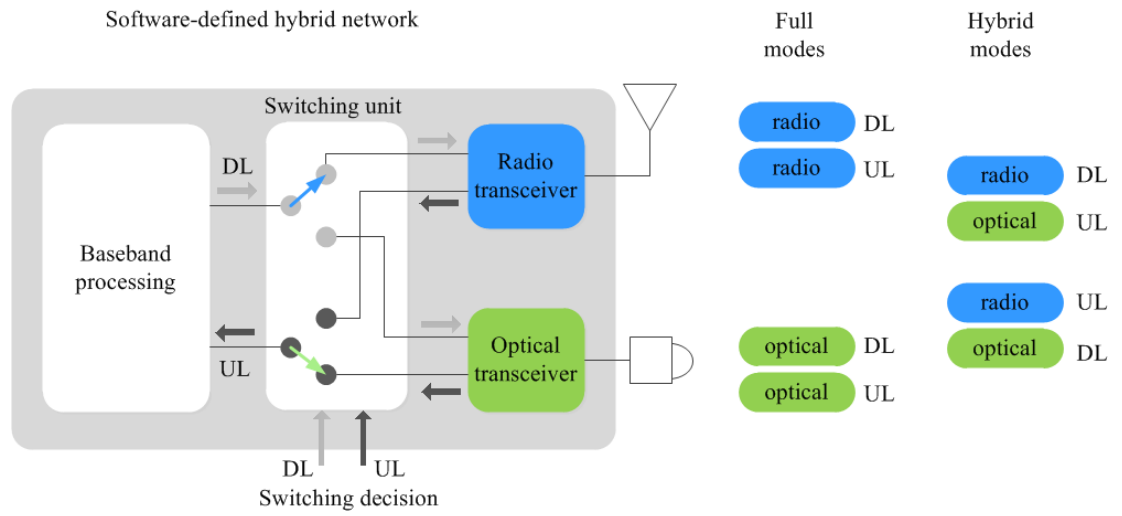 Software-defined hybrid network
Full
modes
Hybrid
modes
Switching unit
DL
Baseband
processing
UL
Radio
transceiver
Optical
transceiver
DL
UL
Switching decision
radio DL
radio UL
optical DL
optical UL
radio DL
optical UL
radio UL
optical DL